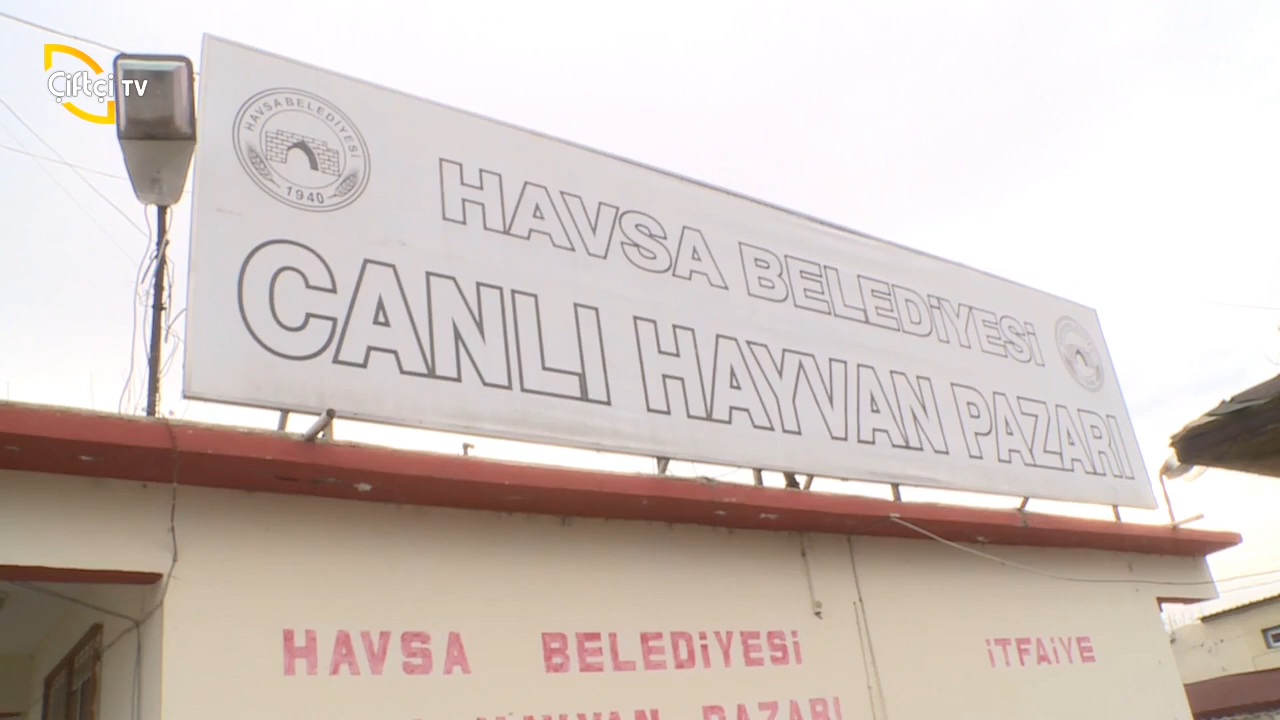 Çiftçi TV
HAVSA BELEDİYESİ
1940
HAVSA BELEDİYESİ
CANLI HAYVAN PAZARI
HAVSA BELEDİYESİ İTFAİYE
HAYVAN PAZARI